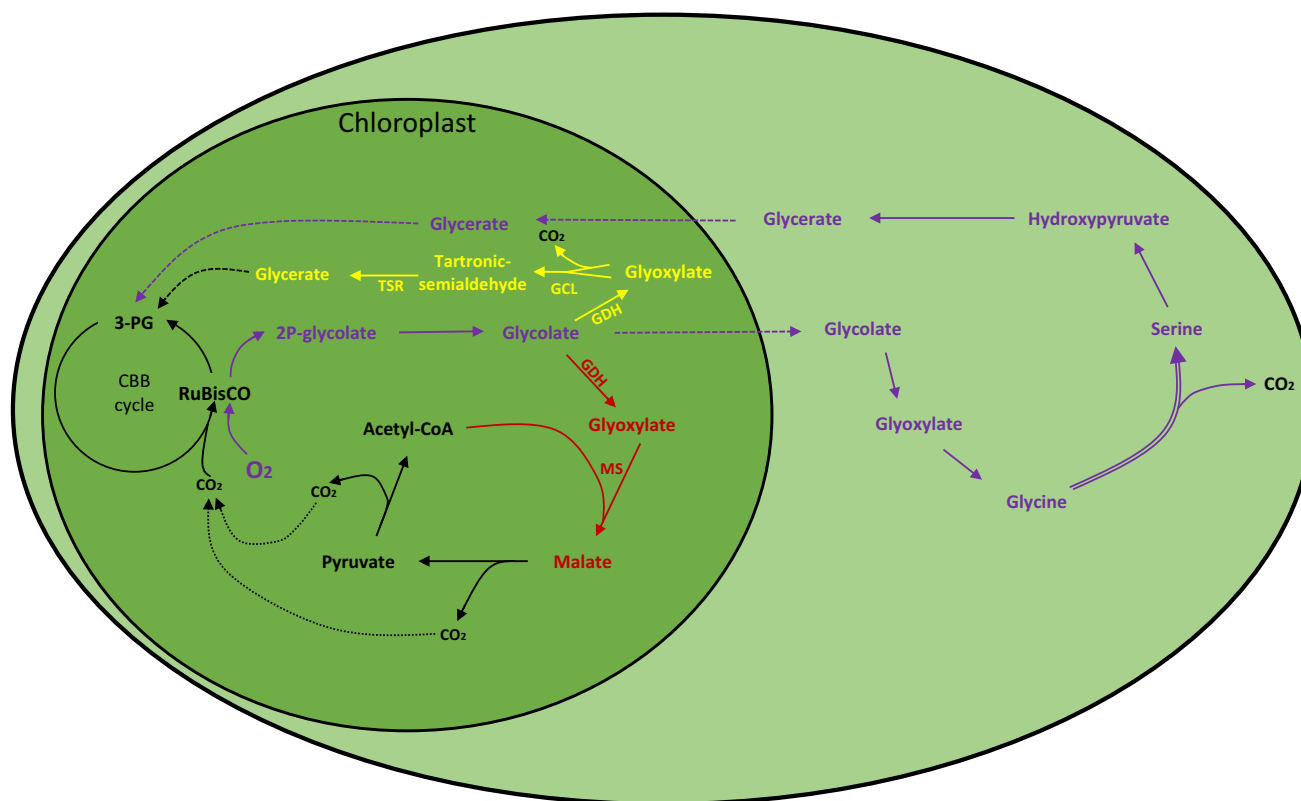 Chloroplast
Glycerate
Glycerate
Hydroxypyruvate
CO₂
Glycerate
TSR
Tartronic-
semialdehyde
GCL
Glyoxylate
GDH
3-PG
2P-glycolate
Glycolate
Glycolate
Serine
CBB
cycle
RuBisCO
GDH
CO₂
Acetyl-CoA
Glyoxylate
Glyoxylate
O₂
MS
CO₂
CO₂
Glycine
Pyruvate
Malate
CO₂